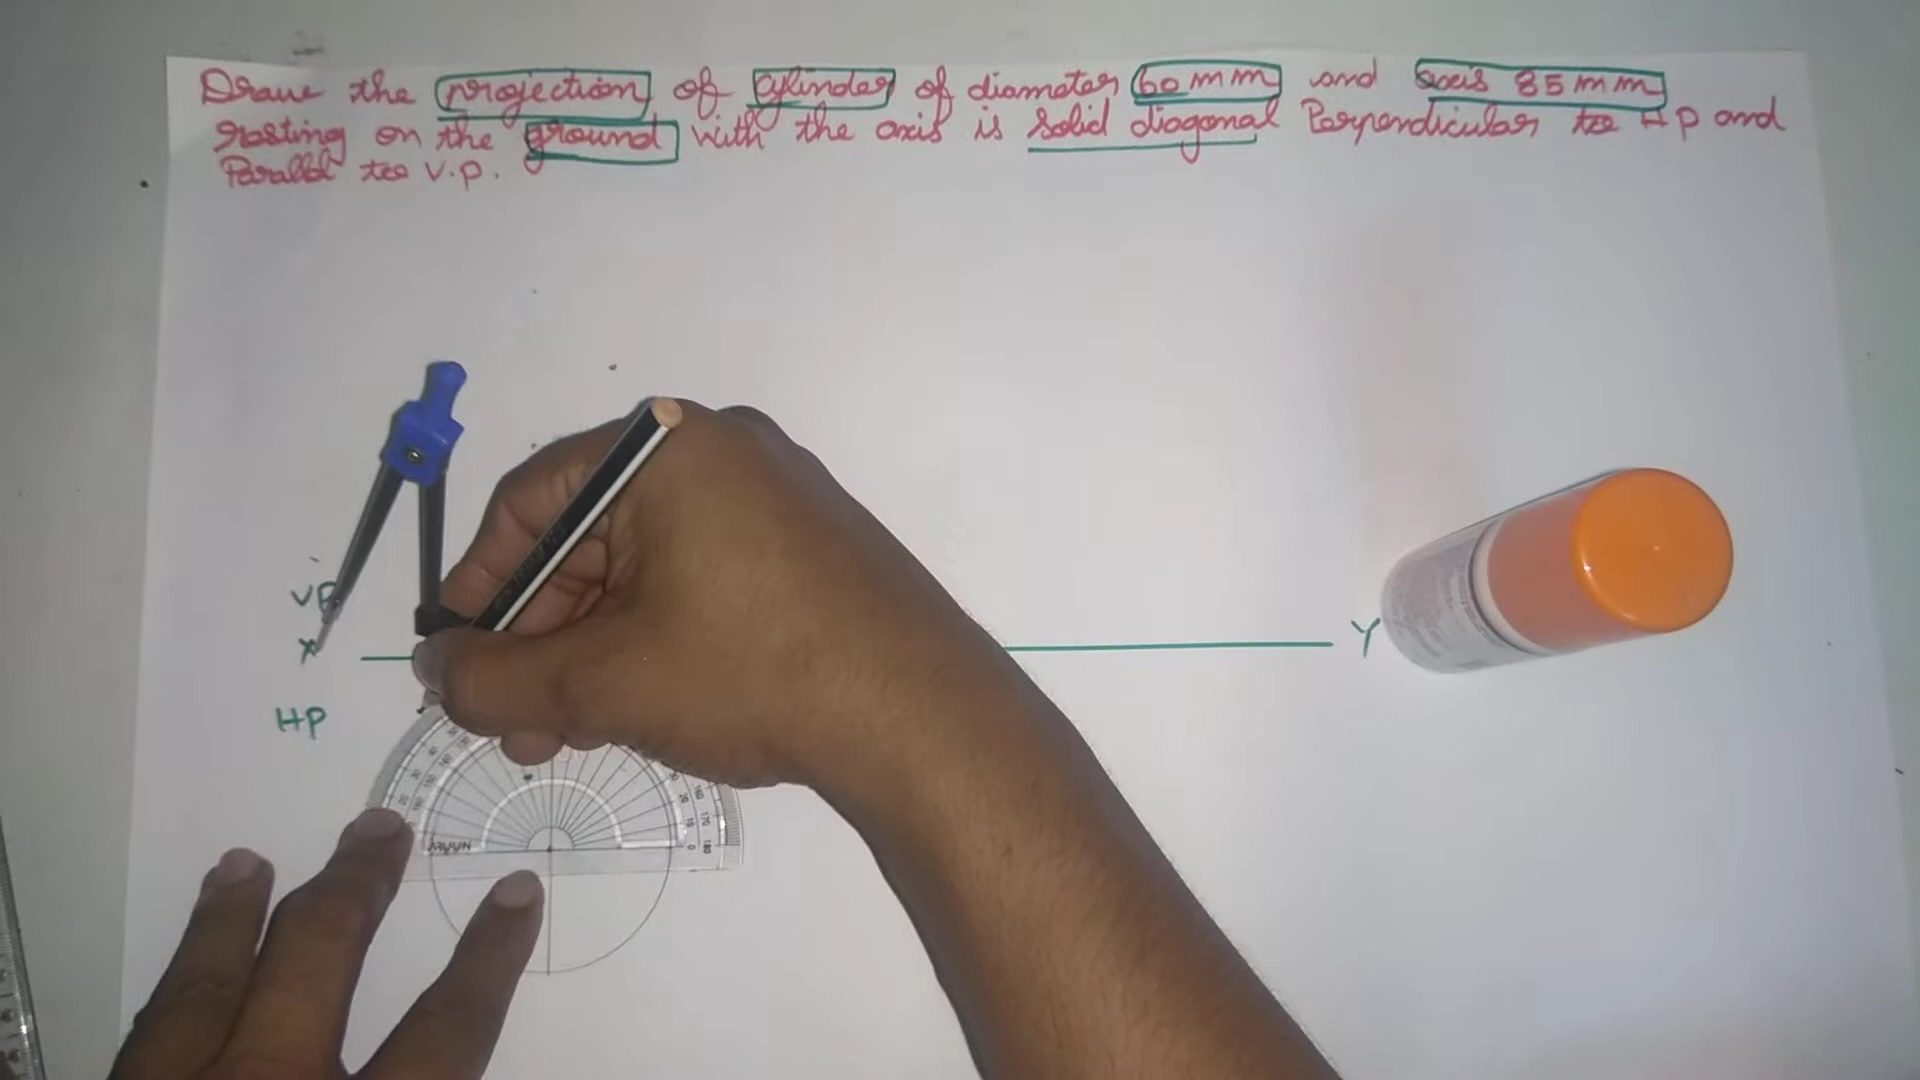 Draw the projection of cylinder of diameter 60 mm and axis 85 mm
resting on the ground with the axis is solid diagonal Perpendicular to HP and
Parallel to V.P.
VP
X
Y
HP
ARUN